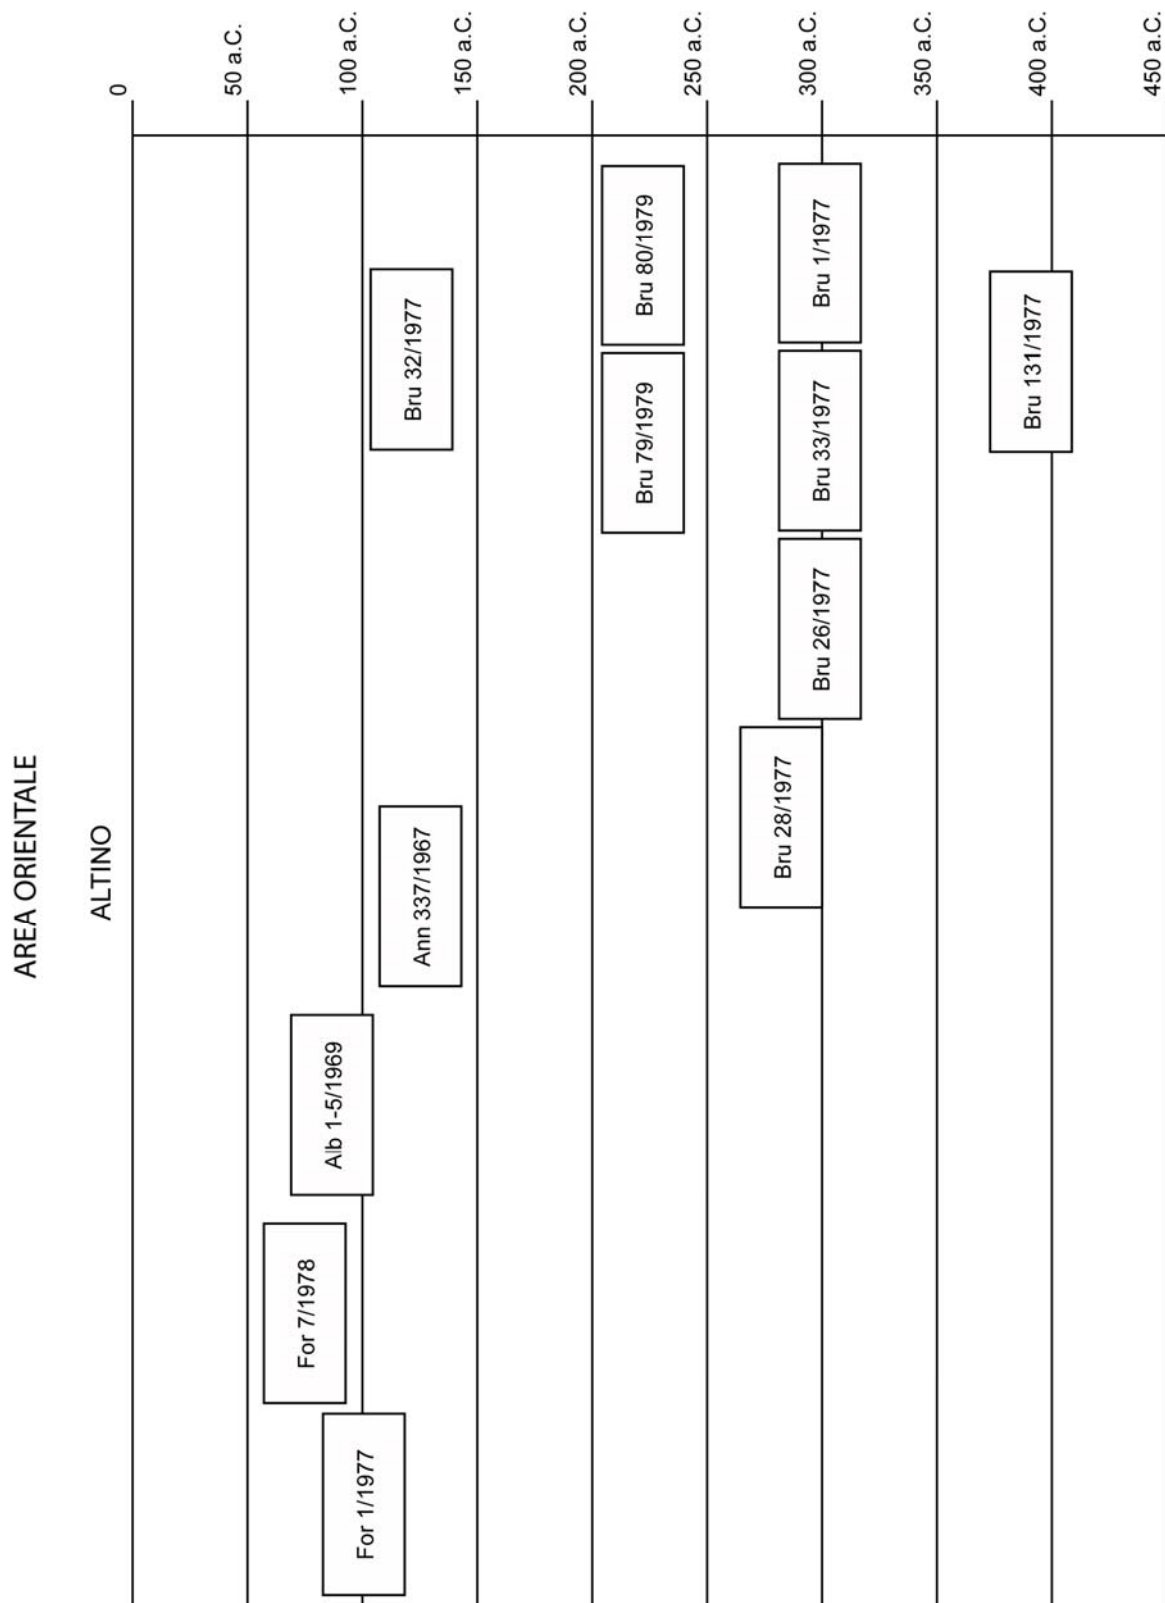 AREA ORIENTALE
ALTINO
0
50 a.C.
100 a.C.
150 a.C.
200 a.C.
250 a.C.
300 a.C.
350 a.C.
400 a.C.
450 a.C.
For 7/1978
Alb 1-5/1969
For 1/1977
Bru 32/1977
Ann 337/1967
Bru 79/1979
Bru 80/1979
Bru 28/1977
Bru 26/1977
Bru 33/1977
Bru 1/1977
Bru 131/1977